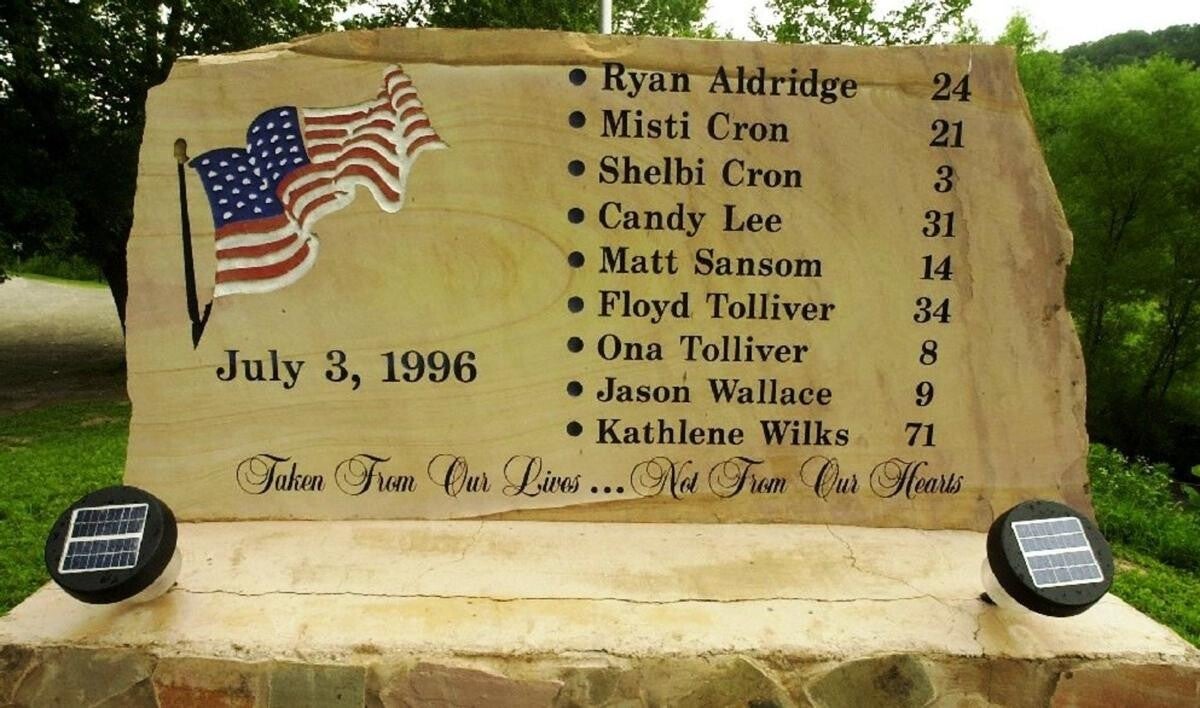 • Ryan Aldridge 24
• Misti Cron 21
• Shelbi Cron 3
• Candy Lee 31
• Matt Sansom 14
• Floyd Tolliver 34
• Ona Tolliver 8
• Jason Wallace 9
• Kathlene Wilks 71
July 3, 1996
Taken From Our Lives ... Not From Our Hearts